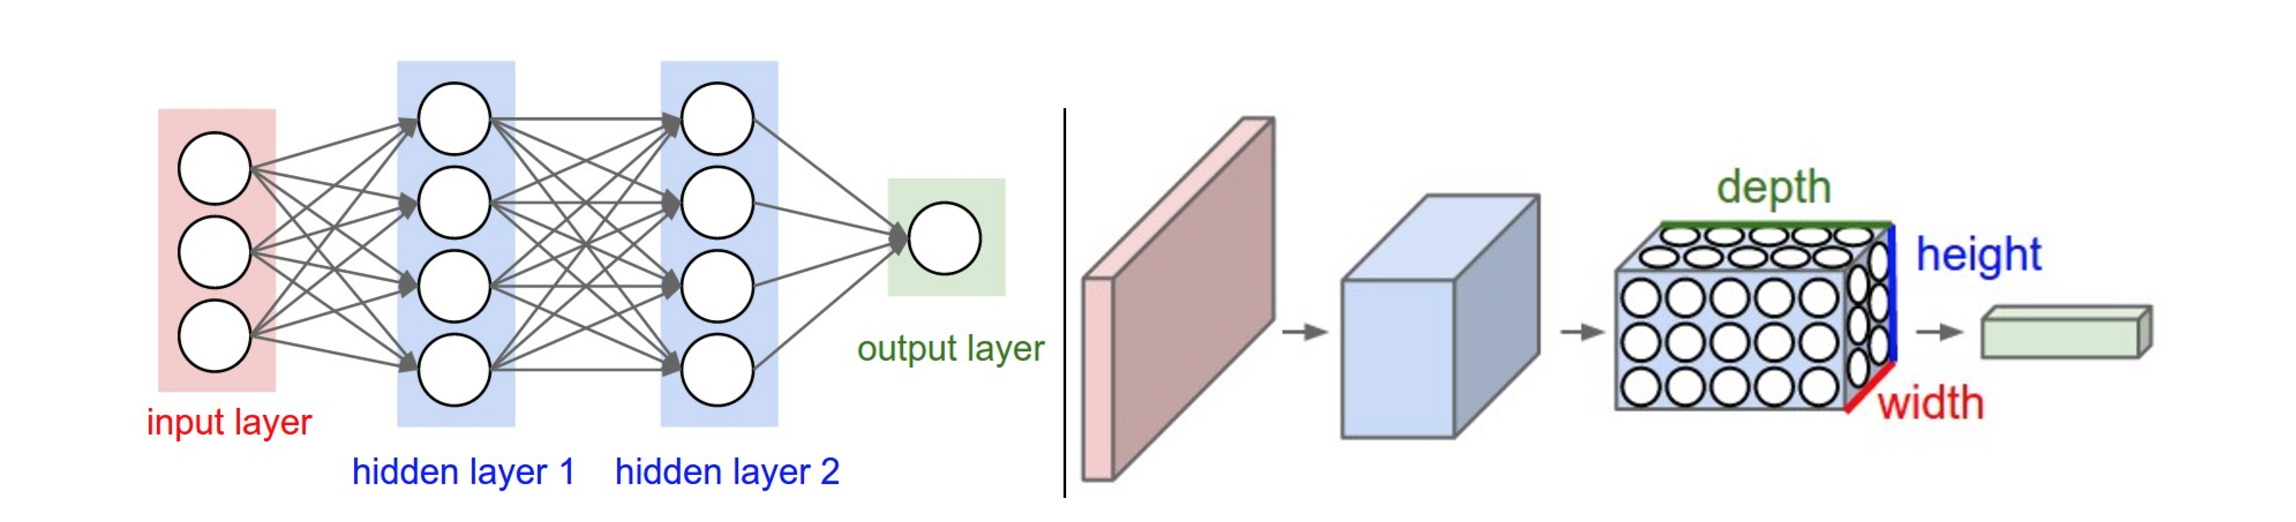 input layer
hidden layer 1
hidden layer 2
output layer
depth
height
width